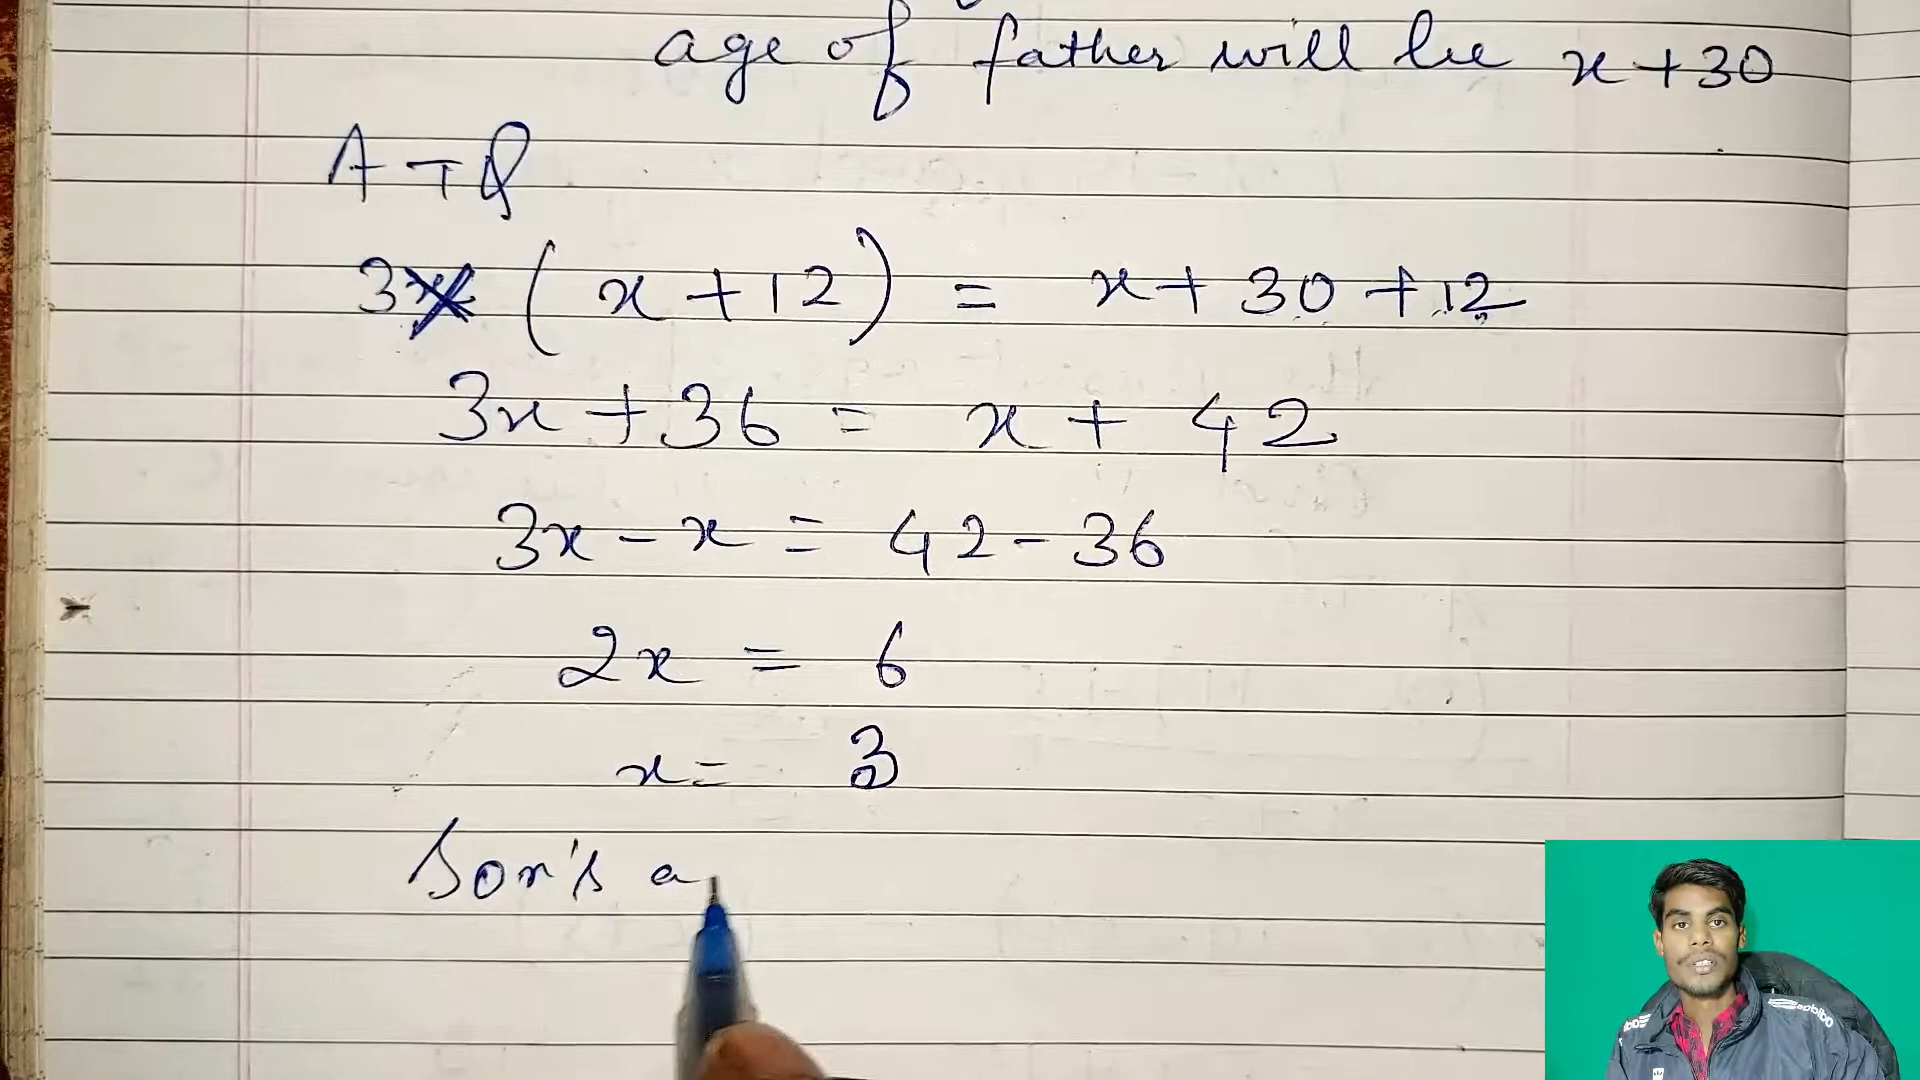 age of father will be x + 30
A T Q
3 (x + 12) = x + 30 + 12
3x + 36 = x + 42
3x - x = 42 - 36
2x = 6
x = 3
Son's a
apbibo